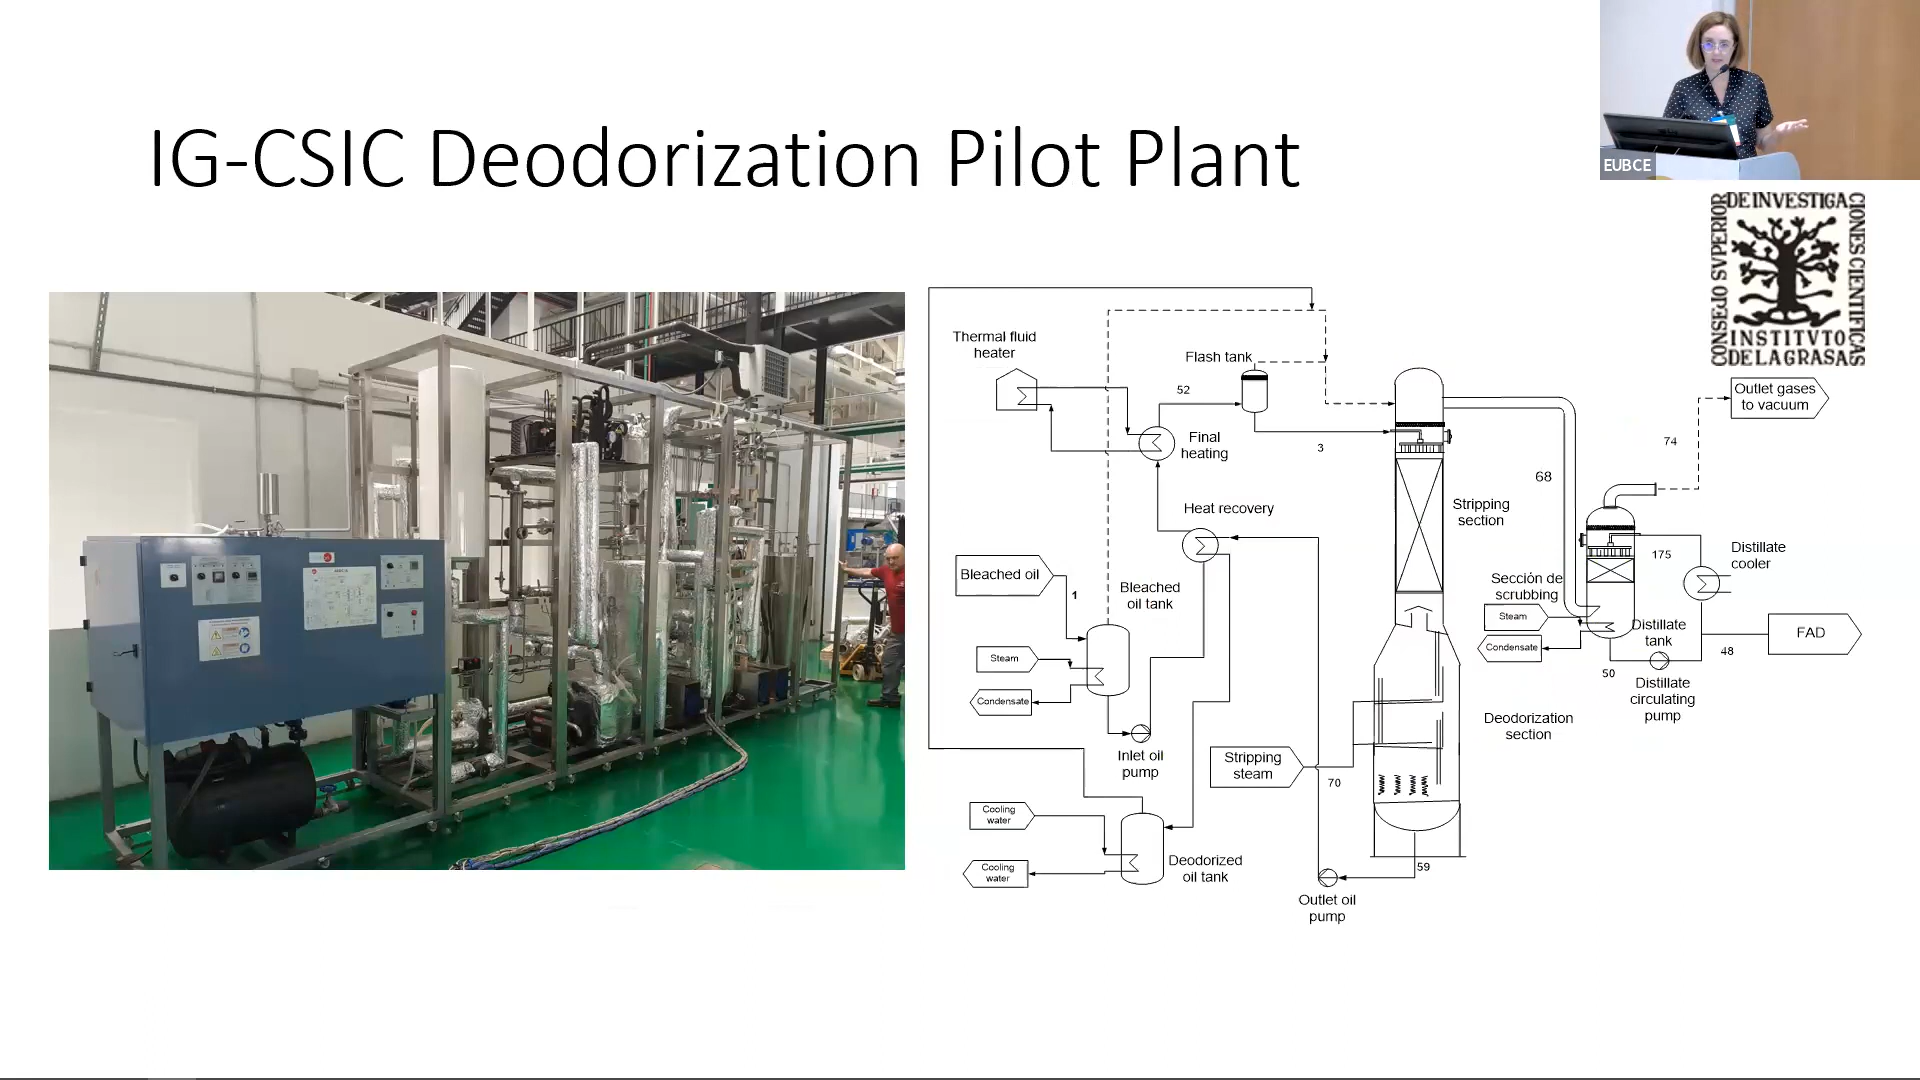 IG-CSIC Deodorization Pilot Plant
EUBCE
CONSEJO SVPERIOR
DE INVESTIGA
CIONES CIENTIFICAS
INSTITVTO
DE LA GRASA
Thermal fluid
heater
Flash tank
52
Final
heating
3
Heat recovery
Bleached oil
1
Bleached
oil tank
Steam
Condensate
Inlet oil
pump
Cooling
water
Cooling
water
Deodorized
oil tank
Stripping
steam
70
Outlet oil
pump
59
Stripping
section
Deodorization
section
68
Outlet gases
to vacuum
74
175
Distillate
cooler
Sección de
scrubbing
Steam
Condensate
Distillate
tank
FAD
48
50
Distillate
circulating
pump